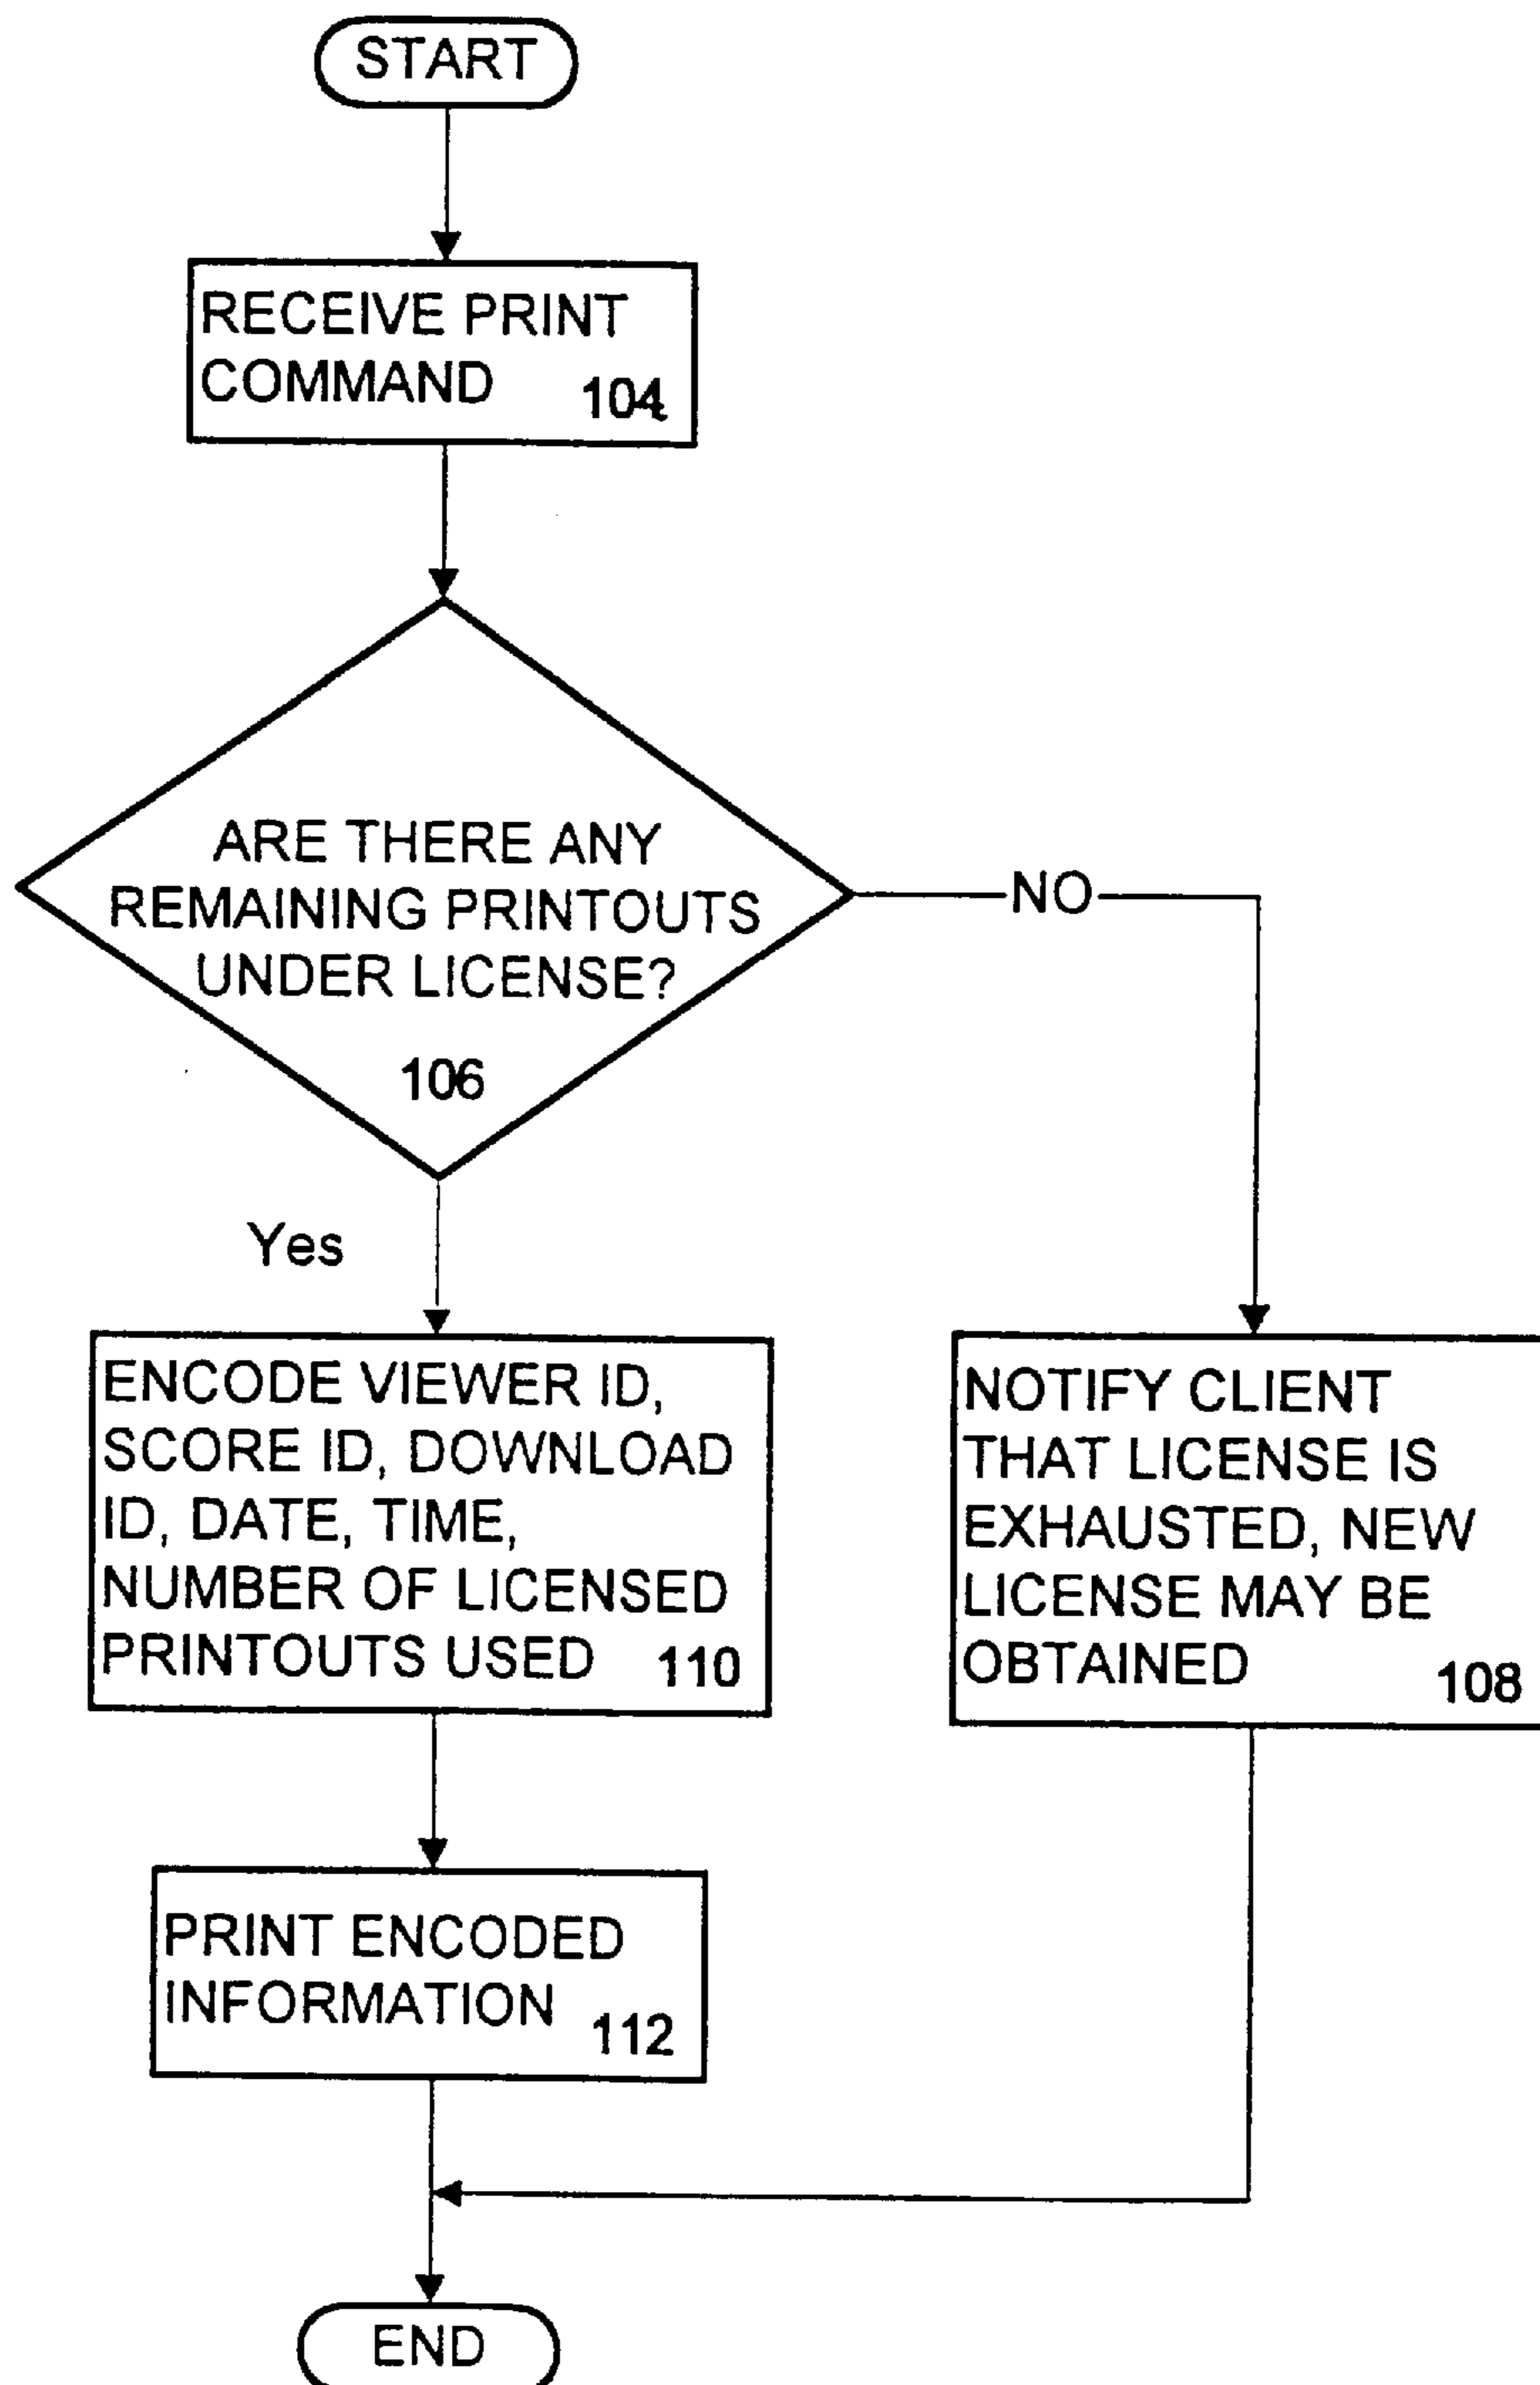 START
RECEIVE PRINT
COMMAND 104
ARE THERE ANY
REMAINING PRINTOUTS
UNDER LICENSE?
106
NO
Yes
ENCODE VIEWER ID,
SCORE ID, DOWNLOAD
ID, DATE, TIME,
NUMBER OF LICENSED
PRINTOUTS USED 110
NOTIFY CLIENT
THAT LICENSE IS
EXHAUSTED, NEW
LICENSE MAY BE
OBTAINED 108
PRINT ENCODED
INFORMATION 112
END